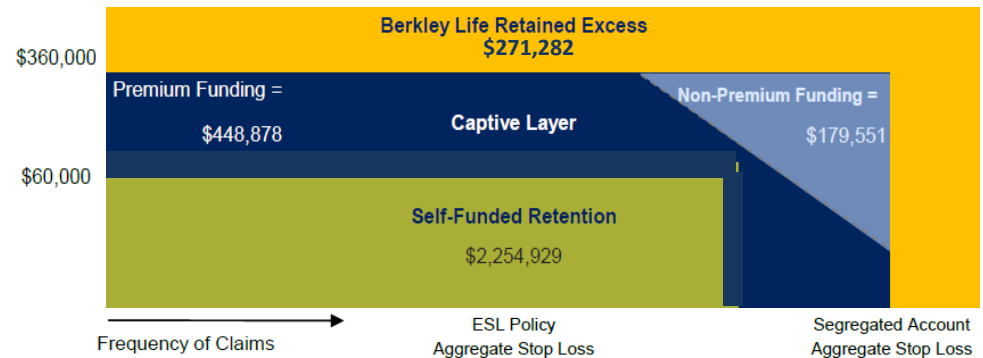 Berkley Life Retained Excess
$271,282
$360,000
Premium Funding =
$448,878
Captive Layer
Non-Premium Funding =
$179,551
$60,000
Self-Funded Retention
$2,254,929
Frequency of Claims
ESL Policy
Aggregate Stop Loss
Segregated Account
Aggregate Stop Loss